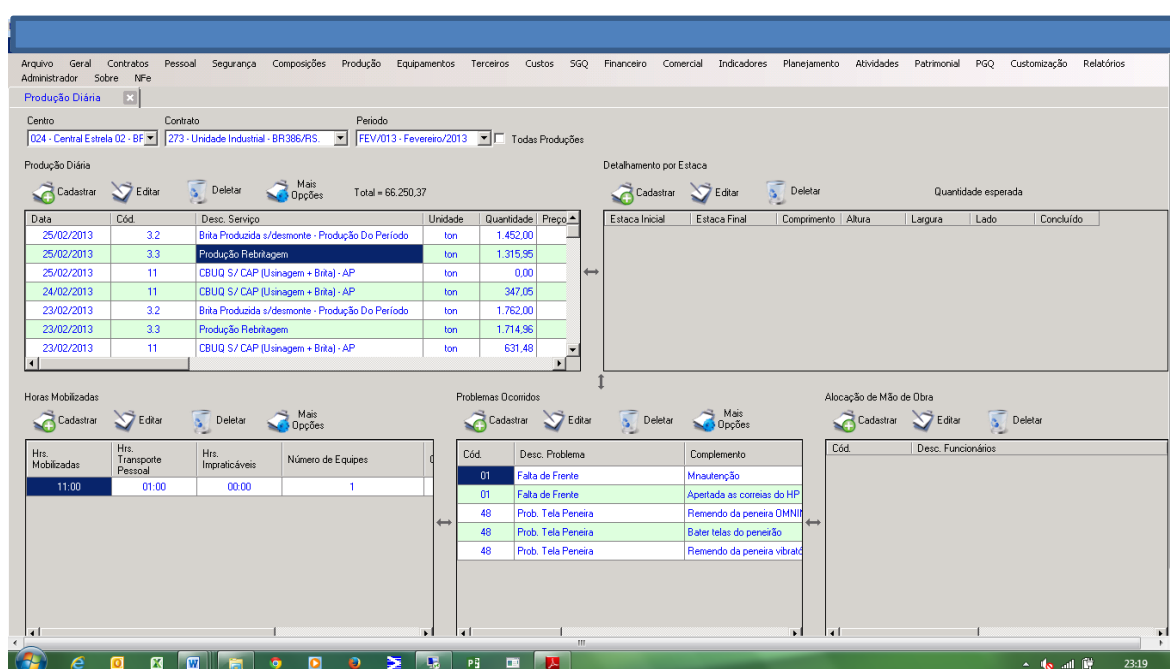 Arquivo Geral Contratos Pessoal Segurança Composições Produção Equipamentos Terceiros Custos SGQ Financeiro Comercial Indicadores Planejamento Atividades Patrimonial PGQ Customização Relatórios
Administrador Sobre NFe
Produção Diária
Centro Contrato Periodo
024 - Central Estrela 02 - BF 273 - Unidade Industrial - BR386/RS. FEV/013 - Fevereiro/2013 Todas Produções
Produção Diária
Cadastrar Editar Deletar Mais Opções Total = 66.250,37
Data Cód. Desc. Serviço Unidade Quantidade Preço
25/02/2013 3.2 Brita Produzida s/desmonte - Produção Do Período ton 1.452,00
25/02/2013 3.3 Produção Rebritagem ton 1.315,95
25/02/2013 11 CBUQ S/ CAP (Usinagem + Brita) - AP ton 0,00
24/02/2013 11 CBUQ S/ CAP (Usinagem + Brita) - AP ton 347,05
23/02/2013 3.2 Brita Produzida s/desmonte - Produção Do Período ton 1.762,00
23/02/2013 3.3 Produção Rebritagem ton 1.714,96
23/02/2013 11 CBUQ S/ CAP (Usinagem + Brita) - AP ton 631,48
Detalhamento por Estaca
Cadastrar Editar Deletar Quantidade esperada
Estaca Inicial Estaca Final Comprimento Altura Largura Lado Concluído
Horas Mobilizadas
Cadastrar Editar Deletar Mais Opções
Hrs. Mobilizadas Hrs. Transporte Pessoal Hrs. Impraticáveis Número de Equipes
11:00 01:00 00:00 1
Problemas Ocorridos
Cadastrar Editar Deletar Mais Opções
Cód. Desc. Problema Complemento
01 Falta de Frente Mnautenção
01 Falta de Frente Apertada as correias do HP
48 Prob. Tela Peneira Remendo da peneira OMNI
48 Prob. Tela Peneira Bater telas do peneirão
48 Prob. Tela Peneira Remendo da peneira vibrató
Alocação de Mão de Obra
Cadastrar Editar Deletar
Cód. Desc. Funcionários
23:19